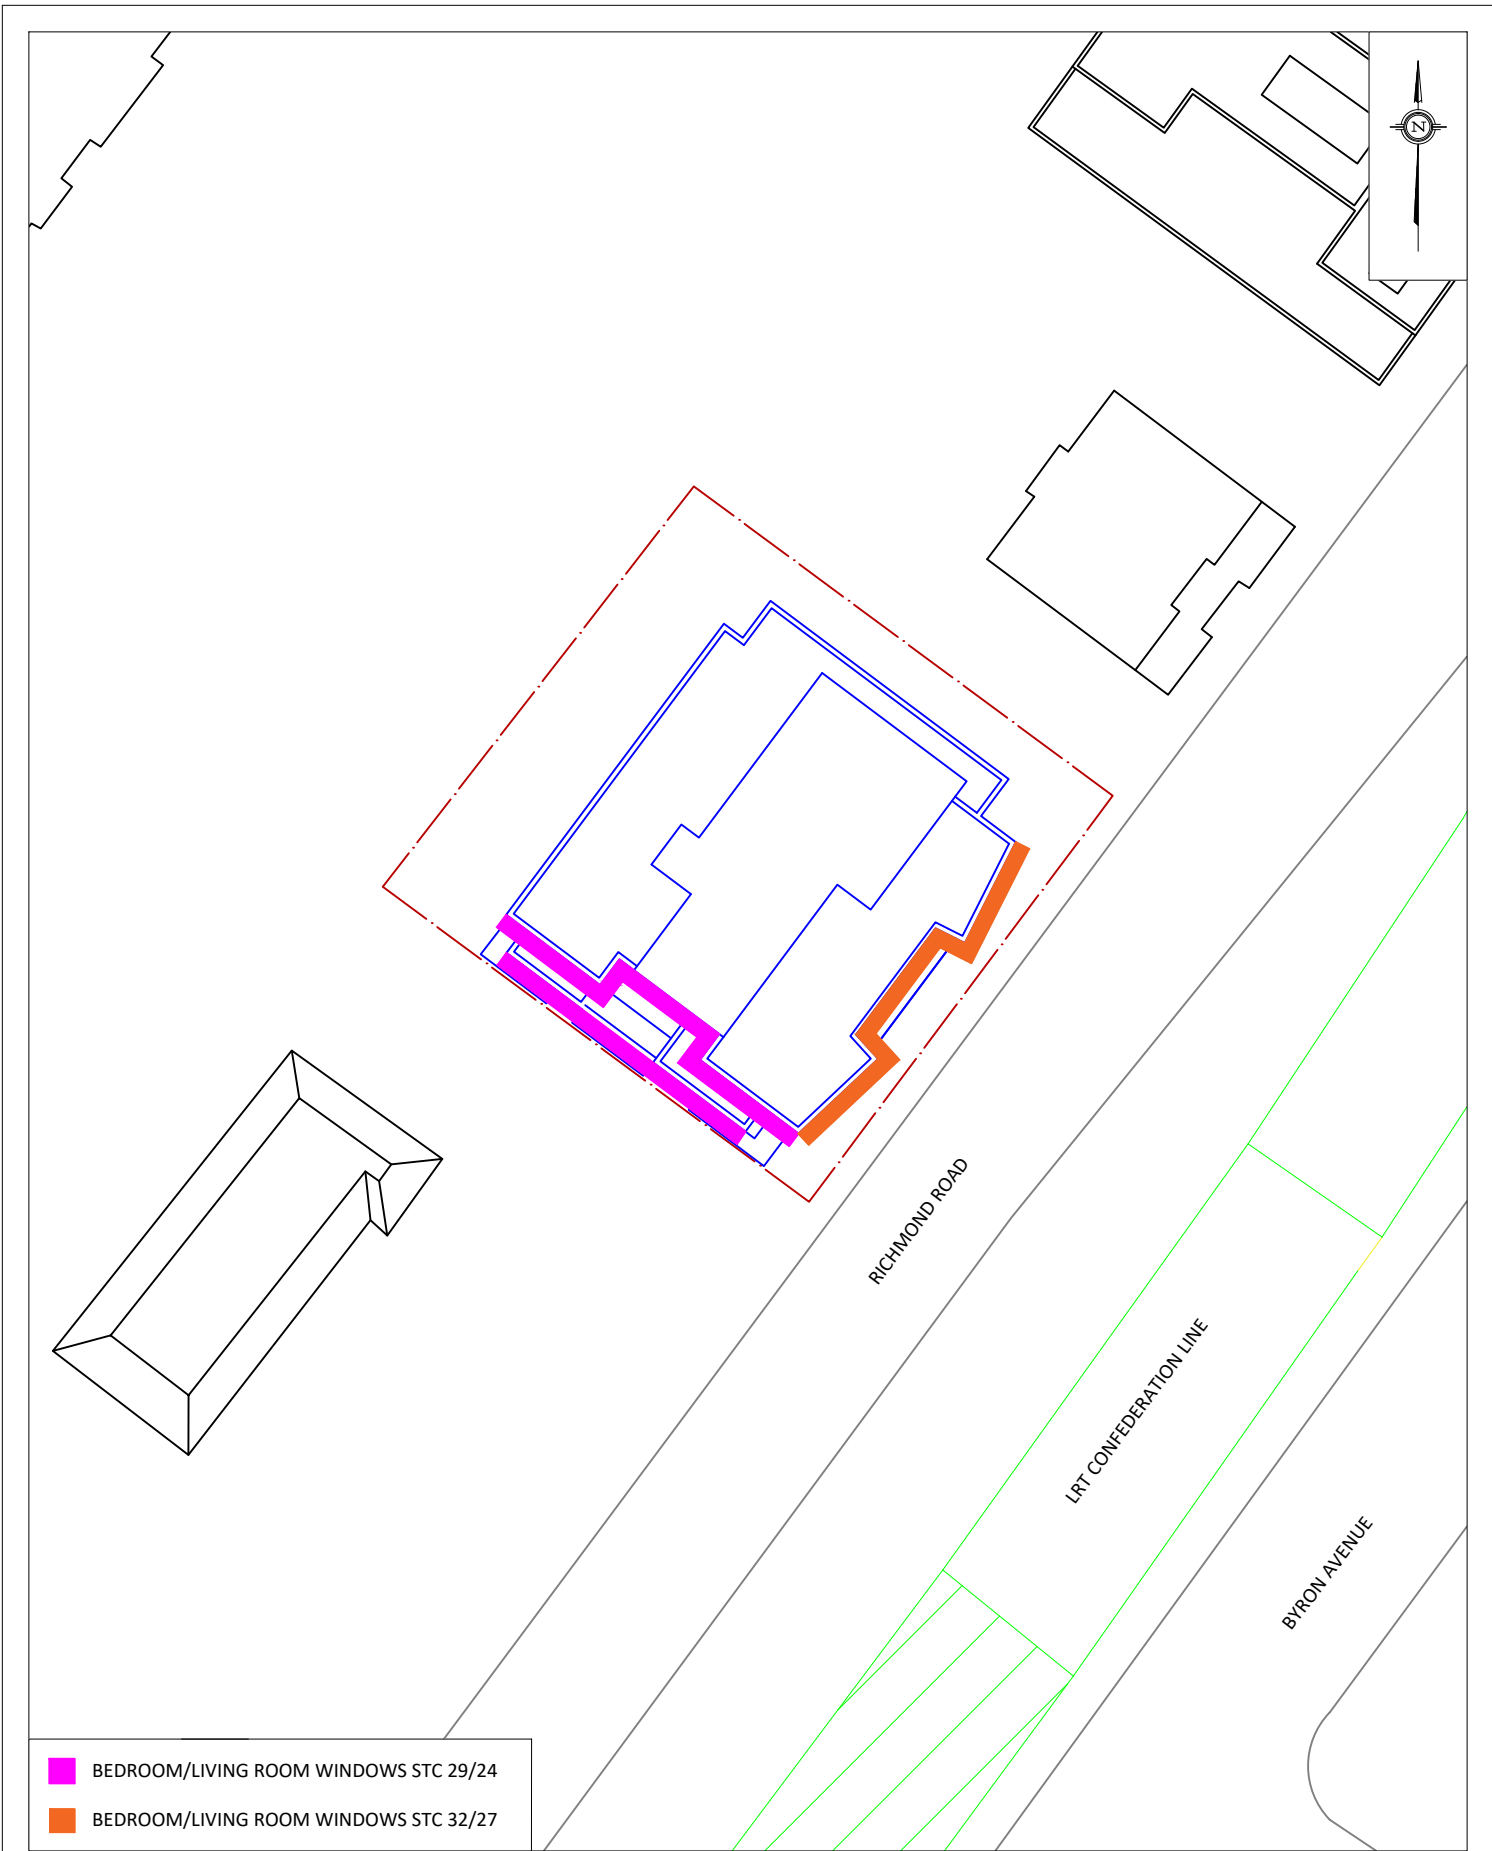 N
RICHMOND ROAD
LRT CONFEDERATION LINE
BYRON AVENUE
BEDROOM/LIVING ROOM WINDOWS STC 29/24
BEDROOM/LIVING ROOM WINDOWS STC 32/27